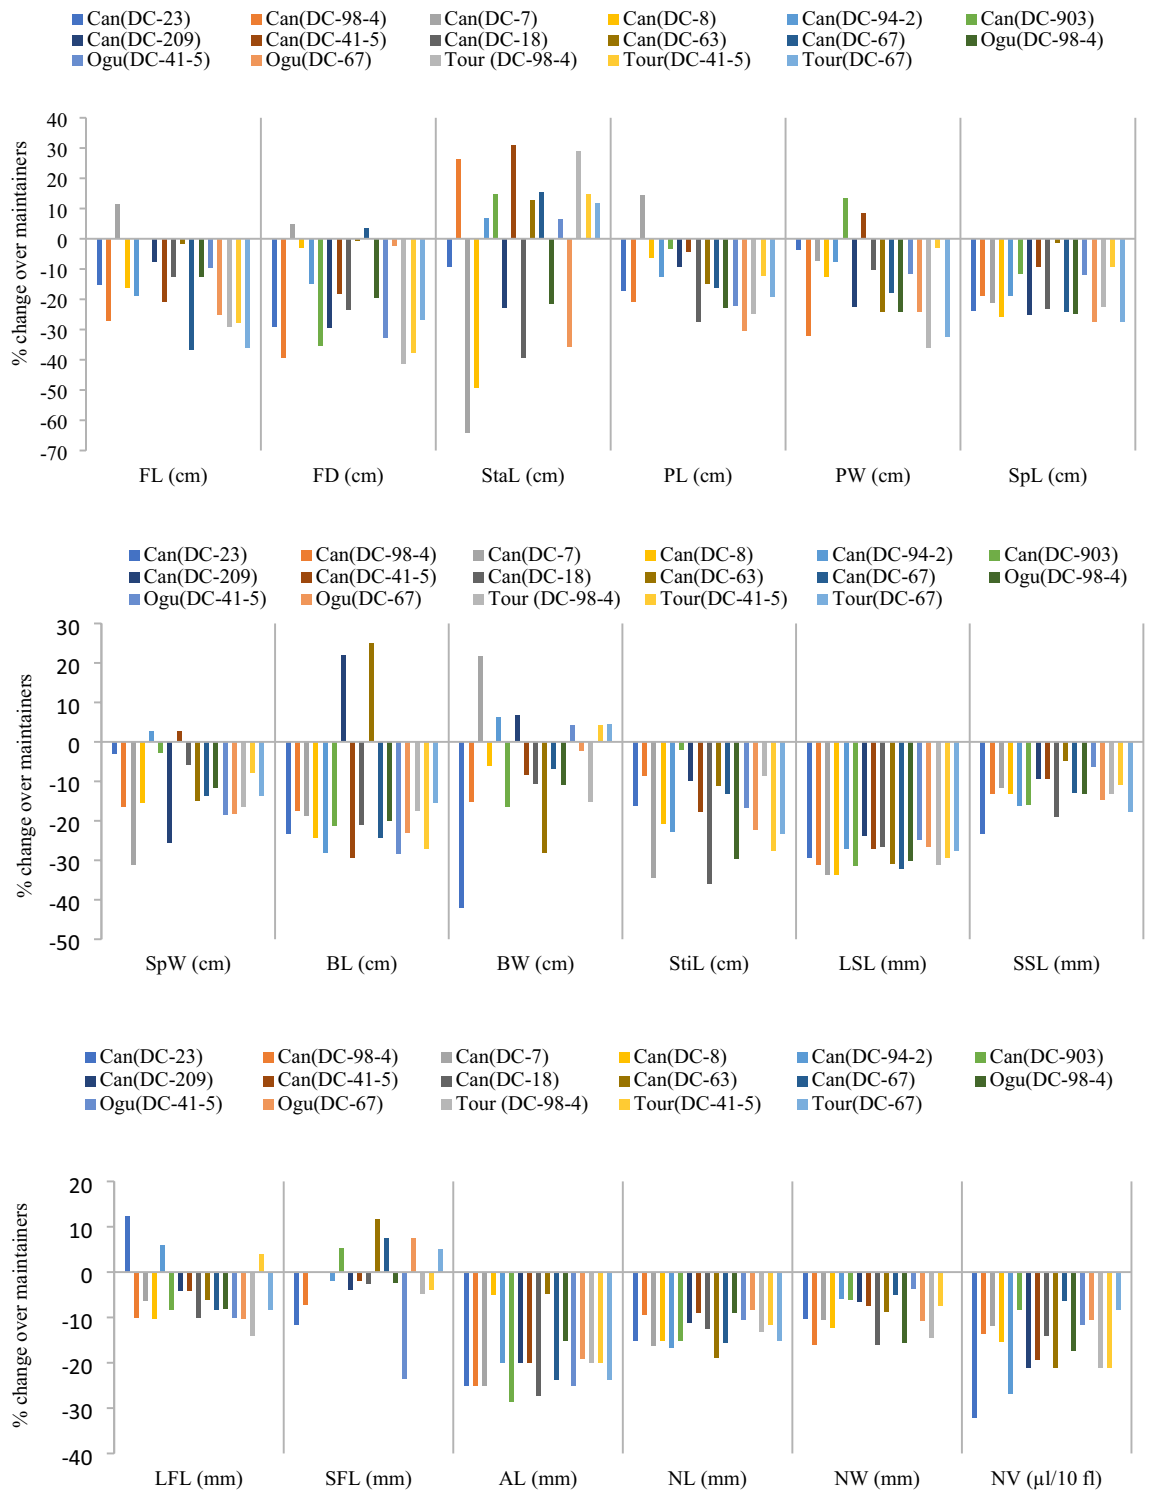 Can(DC-23) Can(DC-98-4) Can(DC-7) Can(DC-8) Can(DC-94-2) Can(DC-903)
Can(DC-209) Can(DC-41-5) Can(DC-18) Can(DC-63) Can(DC-67) Ogu(DC-98-4)
Ogu(DC-41-5) Ogu(DC-67) Tour (DC-98-4) Tour(DC-41-5) Tour(DC-67)
% change over maintainers
40
30
20
10
0
-10
-20
-30
-40
-50
-60
-70
FL (cm) FD (cm) StaL (cm) PL (cm) PW (cm) SpL (cm)
Can(DC-23) Can(DC-98-4) Can(DC-7) Can(DC-8) Can(DC-94-2) Can(DC-903)
Can(DC-209) Can(DC-41-5) Can(DC-18) Can(DC-63) Can(DC-67) Ogu(DC-98-4)
Ogu(DC-41-5) Ogu(DC-67) Tour (DC-98-4) Tour(DC-41-5) Tour(DC-67)
% change over maintainers
30
20
10
0
-10
-20
-30
-40
-50
SpW (cm) BL (cm) BW (cm) StiL (cm) LSL (mm) SSL (mm)
Can(DC-23) Can(DC-98-4) Can(DC-7) Can(DC-8) Can(DC-94-2) Can(DC-903)
Can(DC-209) Can(DC-41-5) Can(DC-18) Can(DC-63) Can(DC-67) Ogu(DC-98-4)
Ogu(DC-41-5) Ogu(DC-67) Tour (DC-98-4) Tour(DC-41-5) Tour(DC-67)
% change over maintainers
20
10
0
-10
-20
-30
-40
LFL (mm) SFL (mm) AL (mm) NL (mm) NW (mm) NV (µl/10 fl)